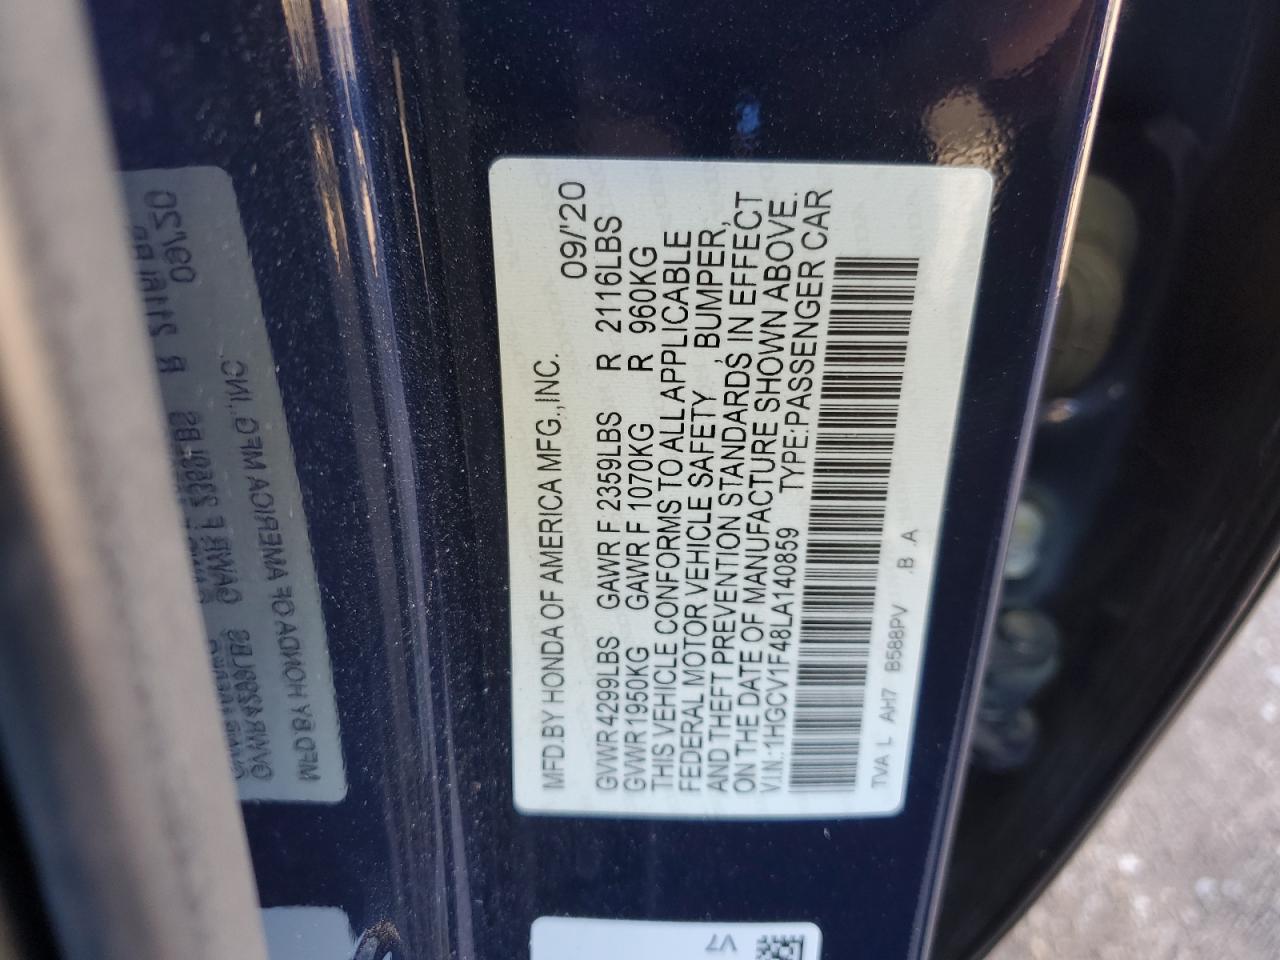 MFD.BY HONDA OF AMERICA MFG.,INC. 09/'20
GVWR 4299LBS GAWR F 2359LBS R 2116LBS
GVWR 1950KG GAWR F 1070KG R 960KG
THIS VEHICLE CONFORMS TO ALL APPLICABLE
FEDERAL MOTOR VEHICLE SAFETY , BUMPER,
AND THEFT PREVENTION STANDARDS IN EFFECT
ON THE DATE OF MANUFACTURE SHOWN ABOVE.
V.I.N.:1HGCV1F48LA140859 TYPE:PASSENGER CAR
TVA L AH7 B588PV .B .A
V7